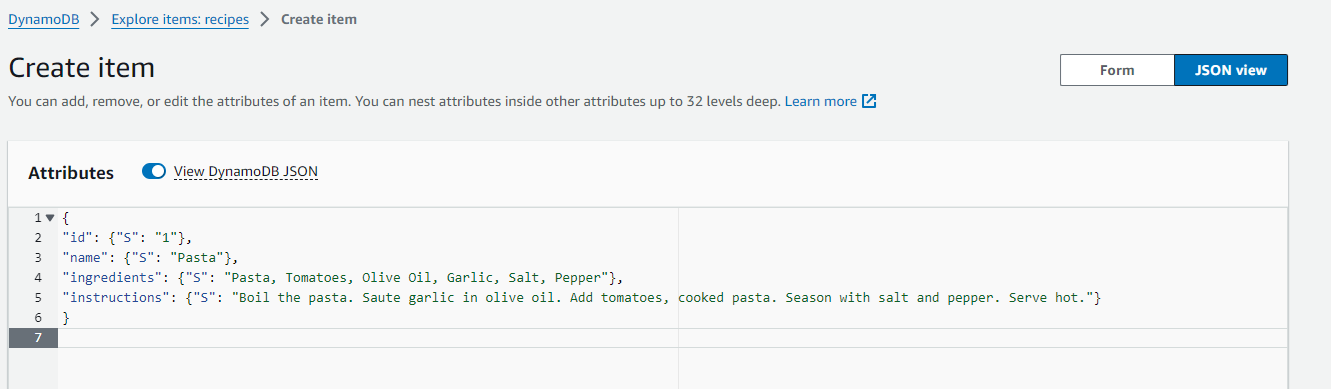 DynamoDB > Explore items: recipes > Create item
Create item
Form
JSON view
You can add, remove, or edit the attributes of an item. You can nest attributes inside other attributes up to 32 levels deep. Learn more
Attributes
View DynamoDB JSON
1 {
2 "id": {"S": "1"},
3 "name": {"S": "Pasta"},
4 "ingredients": {"S": "Pasta, Tomatoes, Olive Oil, Garlic, Salt, Pepper"},
5 "instructions": {"S": "Boil the pasta. Saute garlic in olive oil. Add tomatoes, cooked pasta. Season with salt and pepper. Serve hot."}
6 }
7